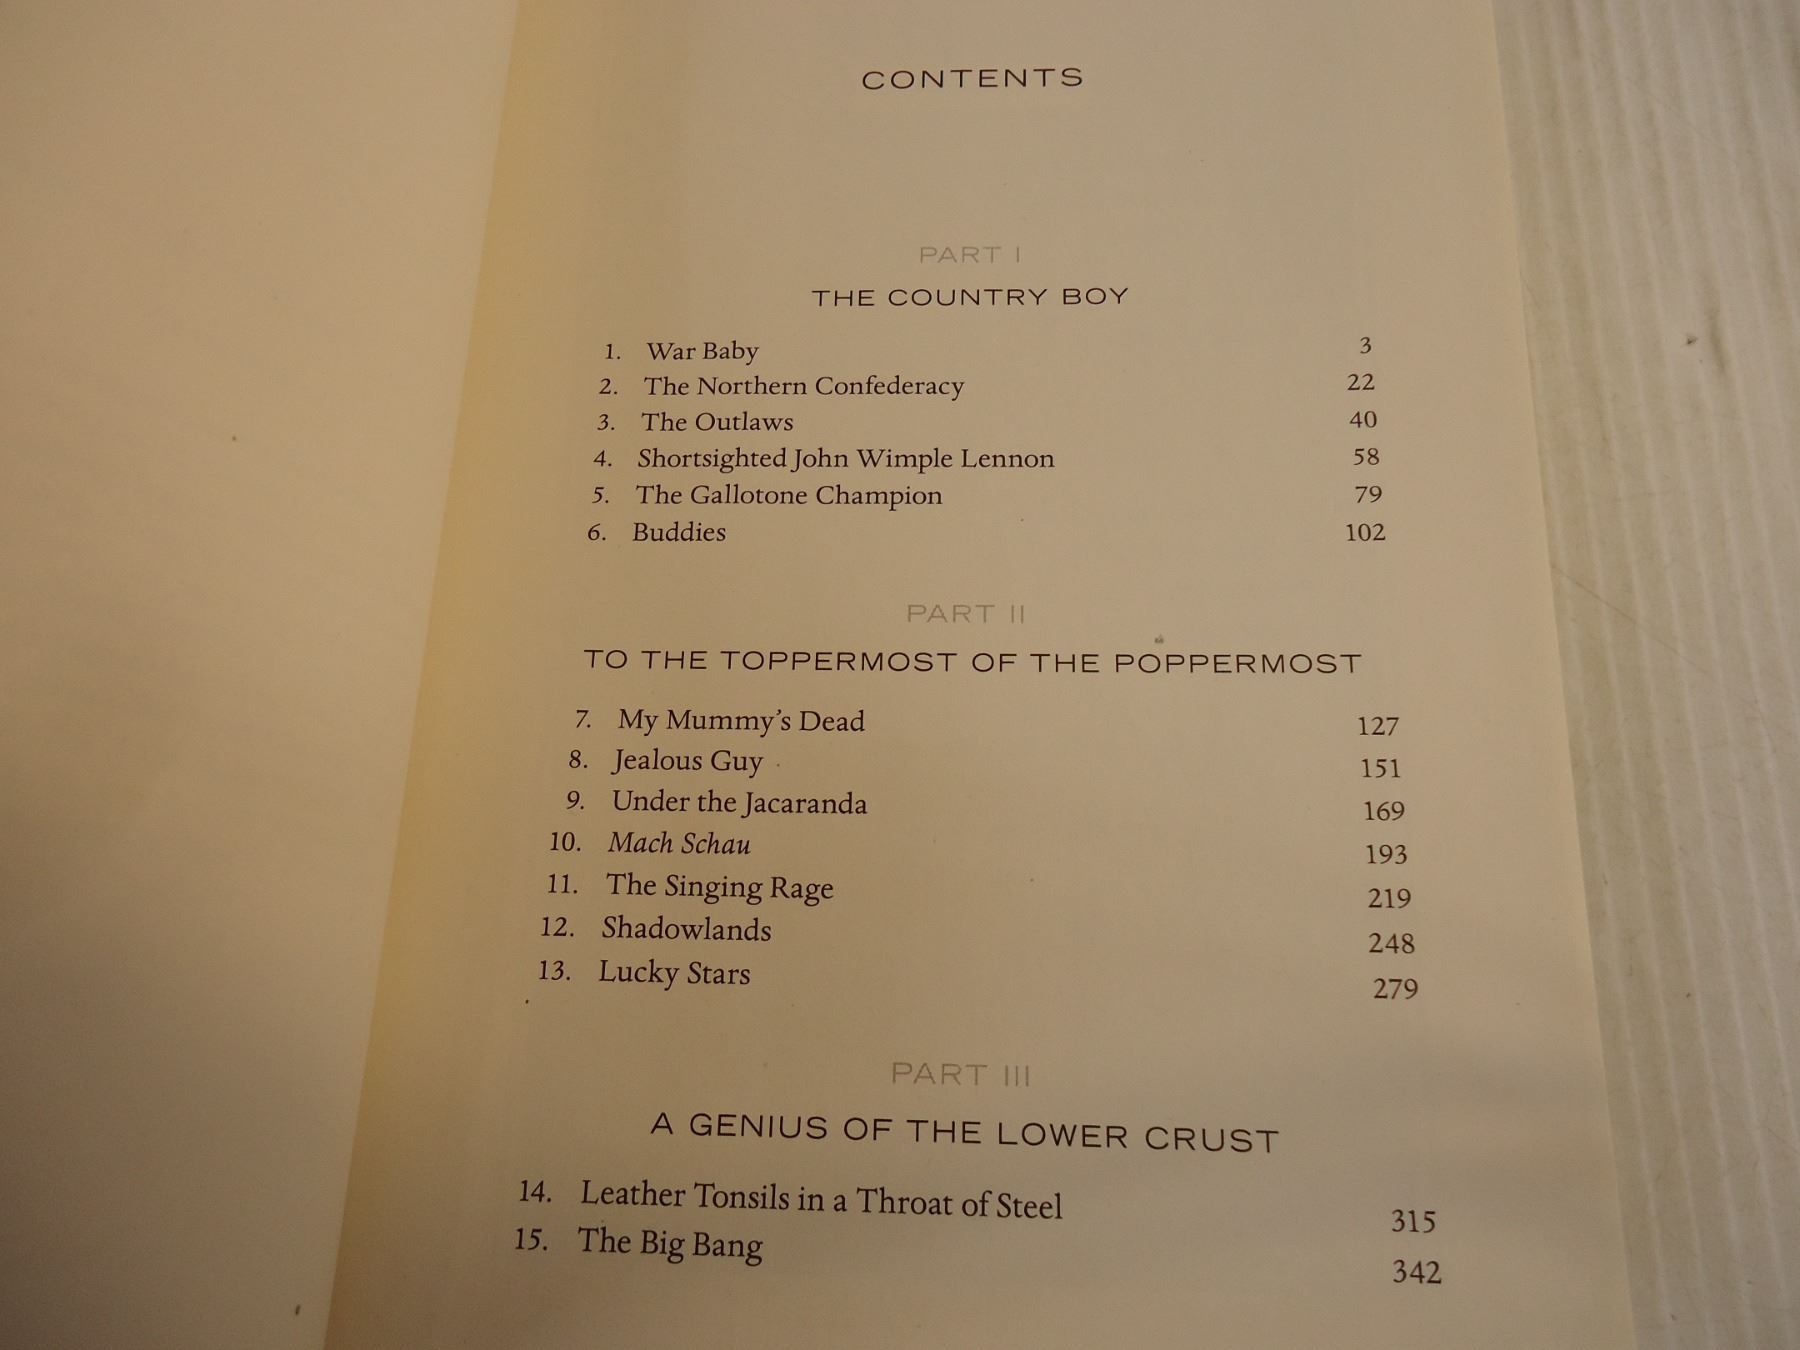 CONTENTS
PART I
THE COUNTRY BOY
1. War Baby 3
2. The Northern Confederacy 22
3. The Outlaws 40
4. Shortsighted John Wimple Lennon 58
5. The Gallotone Champion 79
6. Buddies 102
PART II
TO THE TOPPERMOST OF THE POPPERMOST
7. My Mummy's Dead 127
8. Jealous Guy 151
9. Under the Jacaranda 169
10. Mach Schau 193
11. The Singing Rage 219
12. Shadowlands 248
13. Lucky Stars 279
PART III
A GENIUS OF THE LOWER CRUST
14. Leather Tonsils in a Throat of Steel 315
15. The Big Bang 342